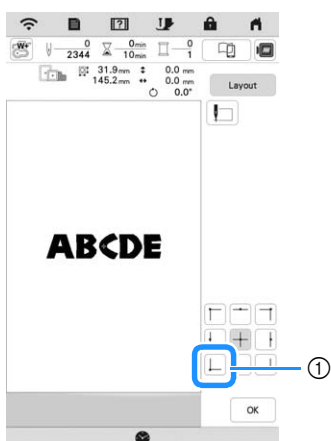 W+
0 0min 0
2344 10min 1
31.9mm 0.0 mm
145.2mm 0.0 mm
0.0°
Layout
ABCDE
①
OK